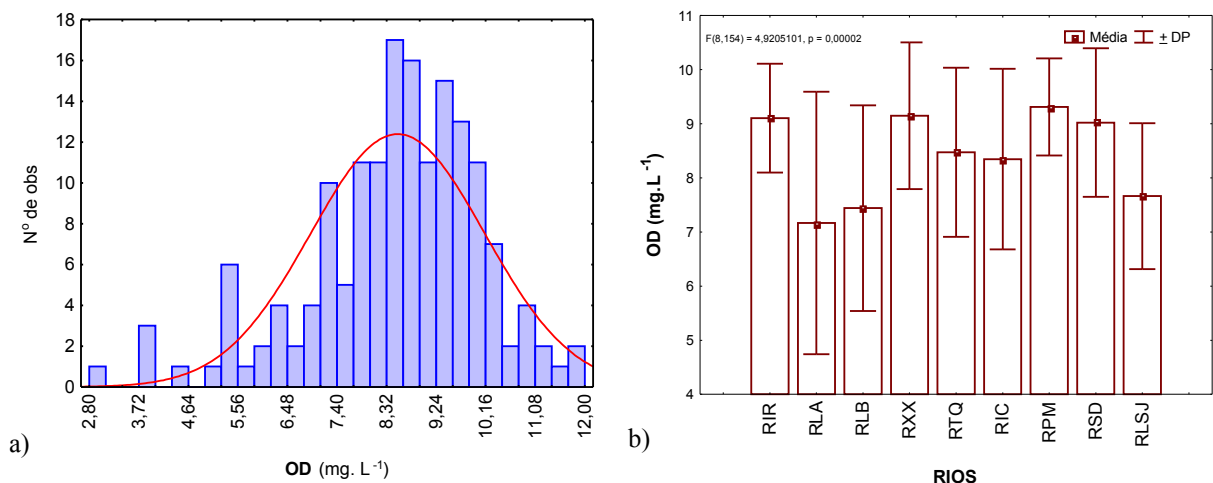 18
16
14
12
10
8
6
4
2
0
Nº de obs
2,80
3,72
4,64
5,56
6,48
7,40
8,32
9,24
10,16
11,08
12,00
a)
OD (mg. L⁻¹)
11
10
9
8
7
6
5
4
OD (mg.L⁻¹)
F(8,154) = 4,9205101, p = 0,00002
Média ± DP
RIR
RLA
RLB
RXX
RTQ
RIC
RPM
RSD
RLSJ
b)
RIOS